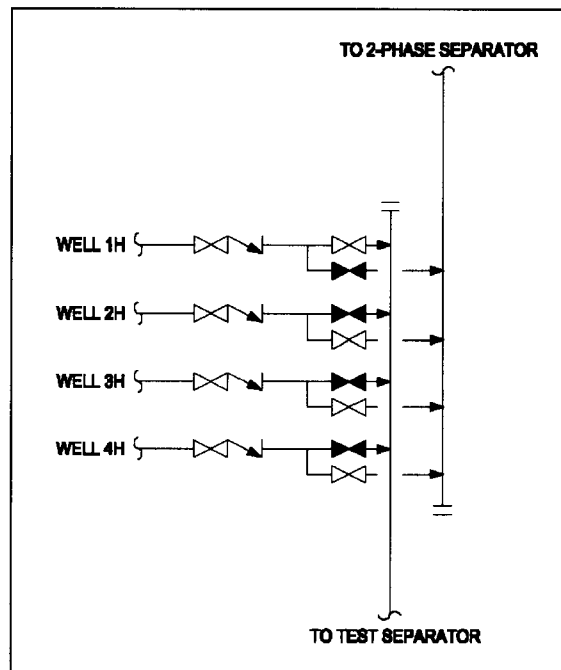 TO 2-PHASE SEPARATOR
WELL 1H
WELL 2H
WELL 3H
WELL 4H
TO TEST SEPARATOR